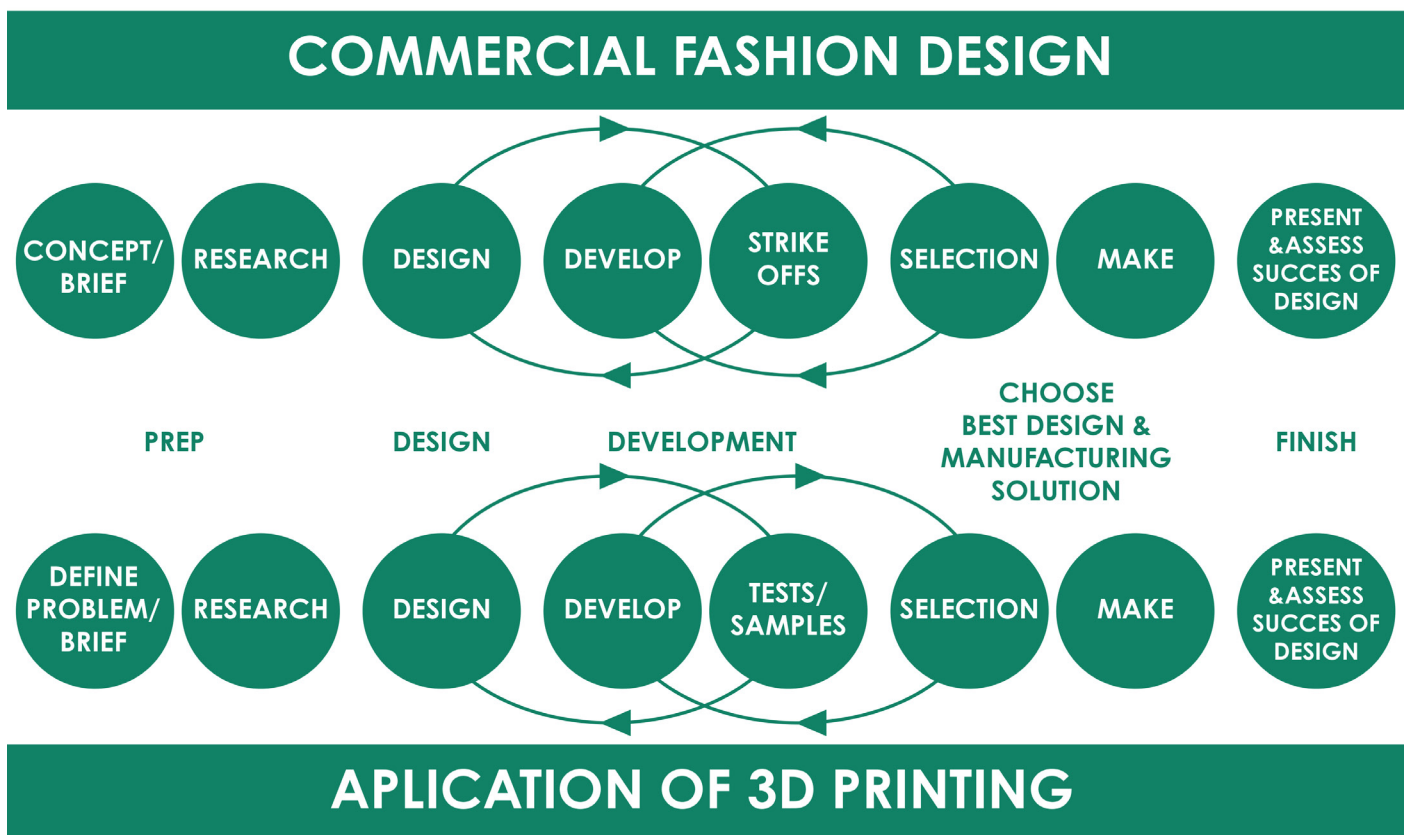 COMMERCIAL FASHION DESIGN
CONCEPT/
BRIEF
RESEARCH
DESIGN
DEVELOP
STRIKE
OFFS
SELECTION
MAKE
PRESENT
&ASSESS
SUCCES OF
DESIGN
PREP
DESIGN
DEVELOPMENT
CHOOSE
BEST DESIGN &
MANUFACTURING
SOLUTION
FINISH
DEFINE
PROBLEM/
BRIEF
RESEARCH
DESIGN
DEVELOP
TESTS/
SAMPLES
SELECTION
MAKE
PRESENT
&ASSESS
SUCCES OF
DESIGN
APLICATION OF 3D PRINTING